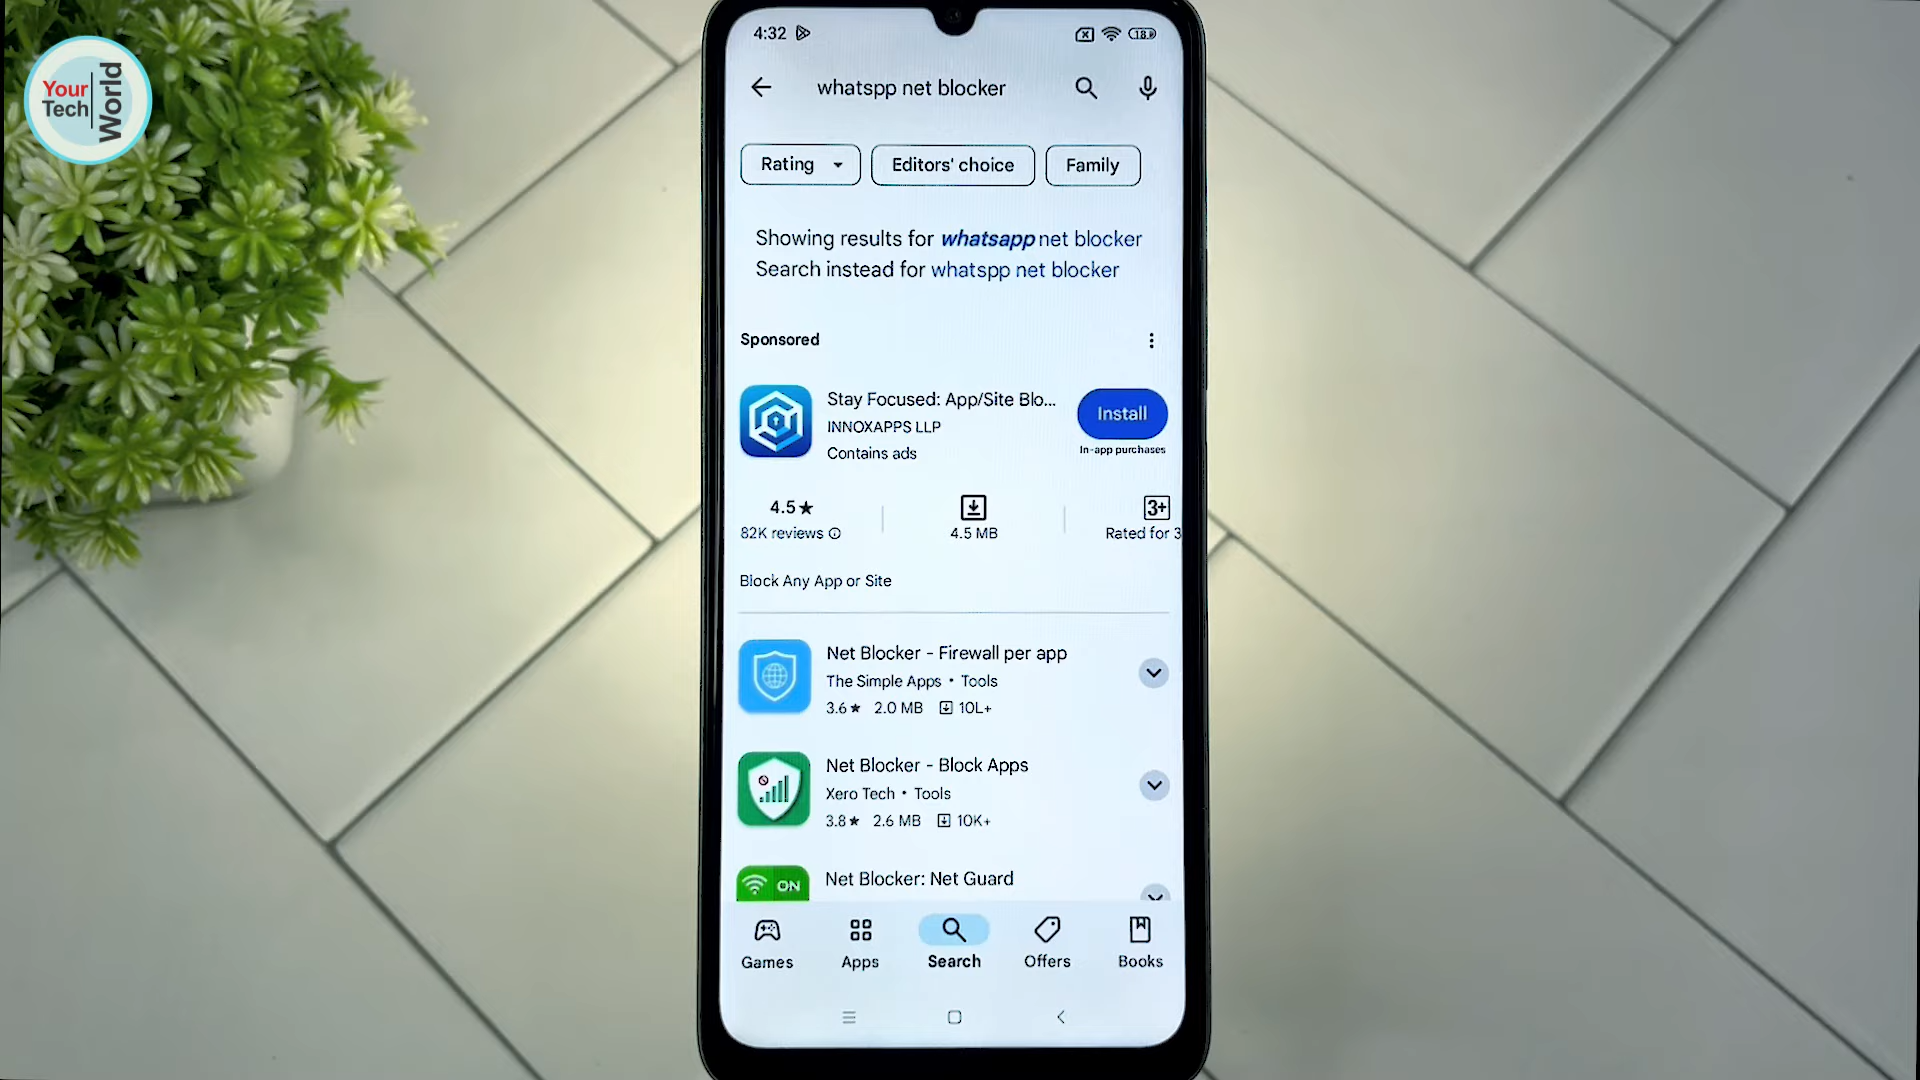 Your
Tech
World
4:32
18
whatspp net blocker
Rating
Editors' choice
Family
Showing results for whatsapp net blocker
Search instead for whatspp net blocker
Sponsored
Stay Focused: App/Site Blo...
INNOXAPPS LLP
Contains ads
Install
In-app purchases
4.5★
82K reviews
4.5 MB
3+
Rated for 3
Block Any App or Site
Net Blocker - Firewall per app
The Simple Apps • Tools
3.6★ 2.0 MB 10L+
Net Blocker - Block Apps
Xero Tech • Tools
3.8★ 2.6 MB 10K+
ON
Net Blocker: Net Guard
Games
Apps
Search
Offers
Books